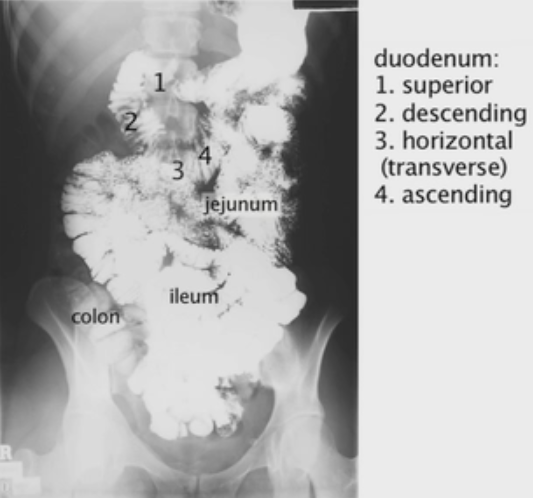 duodenum:
1. superior
2. descending
3. horizontal
(transverse)
4. ascending
1
2
3
4
jejunum
ileum
colon
R